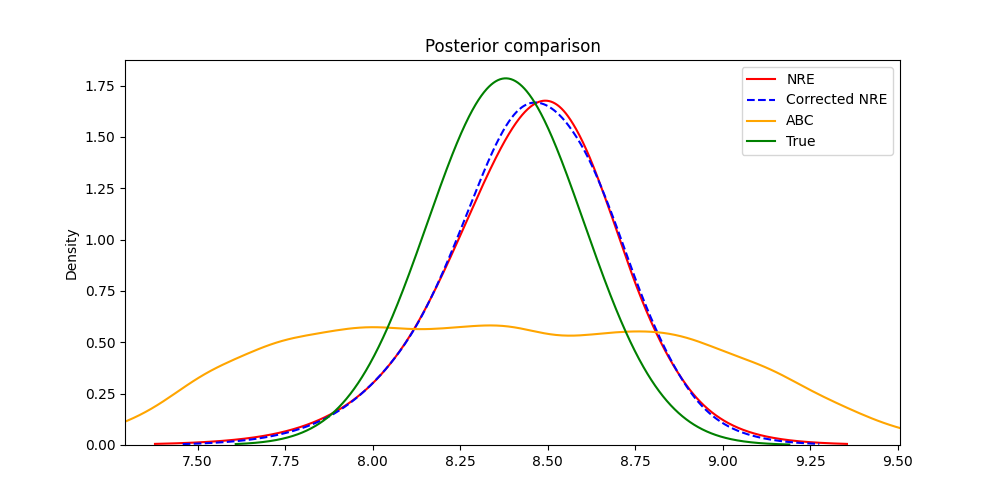 Posterior comparison
NRE
Corrected NRE
ABC
True
Density
1.75
1.50
1.25
1.00
0.75
0.50
0.25
0.00
7.50 7.75 8.00 8.25 8.50 8.75 9.00 9.25 9.50